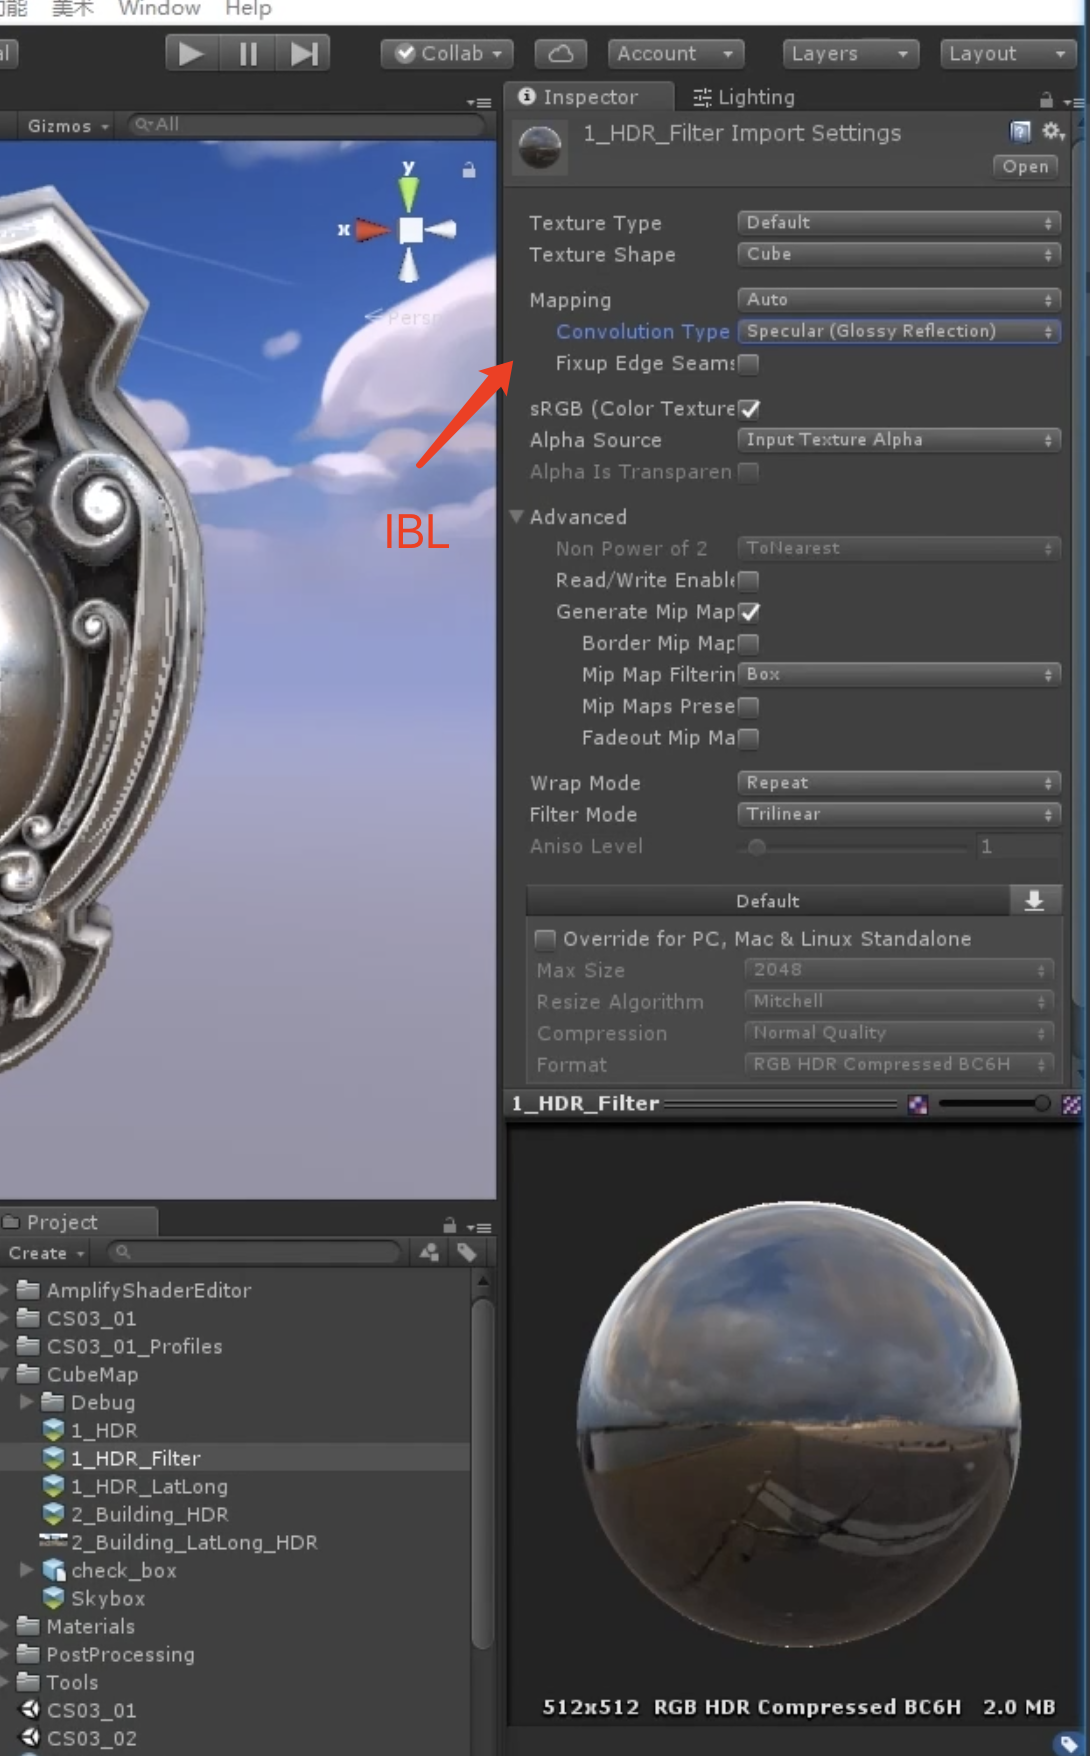 功能 美术 Window Help
al Collab Account Layers Layout
Inspector Lighting
Gizmos All
1_HDR_Filter Import Settings
Open
y
x
Persp
Texture Type Default
Texture Shape Cube
Mapping Auto
Convolution Type Specular (Glossy Reflection)
Fixup Edge Seams
sRGB (Color Texture
Alpha Source Input Texture Alpha
Alpha Is Transparen
IBL
Advanced
Non Power of 2 ToNearest
Read/Write Enable
Generate Mip Map
Border Mip Map
Mip Map Filterin Box
Mip Maps Prese
Fadeout Mip Ma
Wrap Mode Repeat
Filter Mode Trilinear
Aniso Level 1
Default
Override for PC, Mac & Linux Standalone
Max Size 2048
Resize Algorithm Mitchell
Compression Normal Quality
Format RGB HDR Compressed BC6H
1_HDR_Filter
Project
Create
AmplifyShaderEditor
CS03_01
CS03_01_Profiles
CubeMap
Debug
1_HDR
1_HDR_Filter
1_HDR_LatLong
2_Building_HDR
2_Building_LatLong_HDR
check_box
Skybox
Materials
PostProcessing
Tools
CS03_01
CS03_02
512x512 RGB HDR Compressed BC6H 2.0 MB